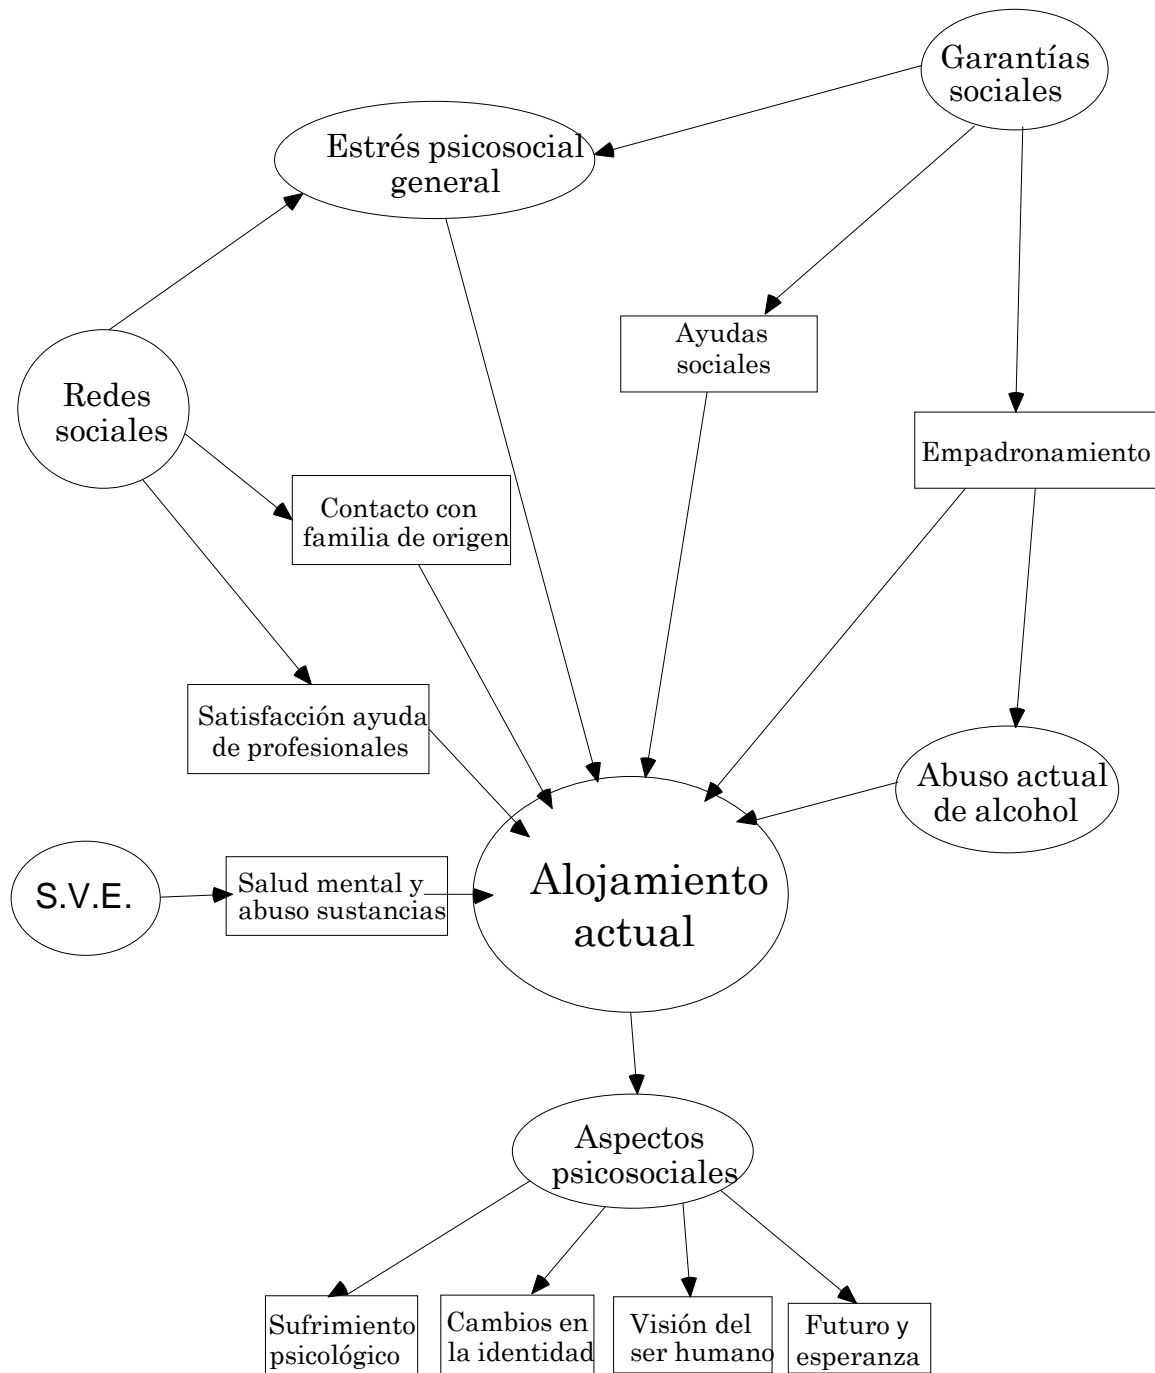 Garantías
sociales
Estrés psicosocial
general
Ayudas
sociales
Redes
sociales
Empadronamiento
Contacto con
familia de origen
Satisfacción ayuda
de profesionales
Abuso actual
de alcohol
S.V.E.
Salud mental y
abuso sustancias
Alojamiento
actual
Aspectos
psicosociales
Sufrimiento
psicológico
Cambios en
la identidad
Visión del
ser humano
Futuro y
esperanza